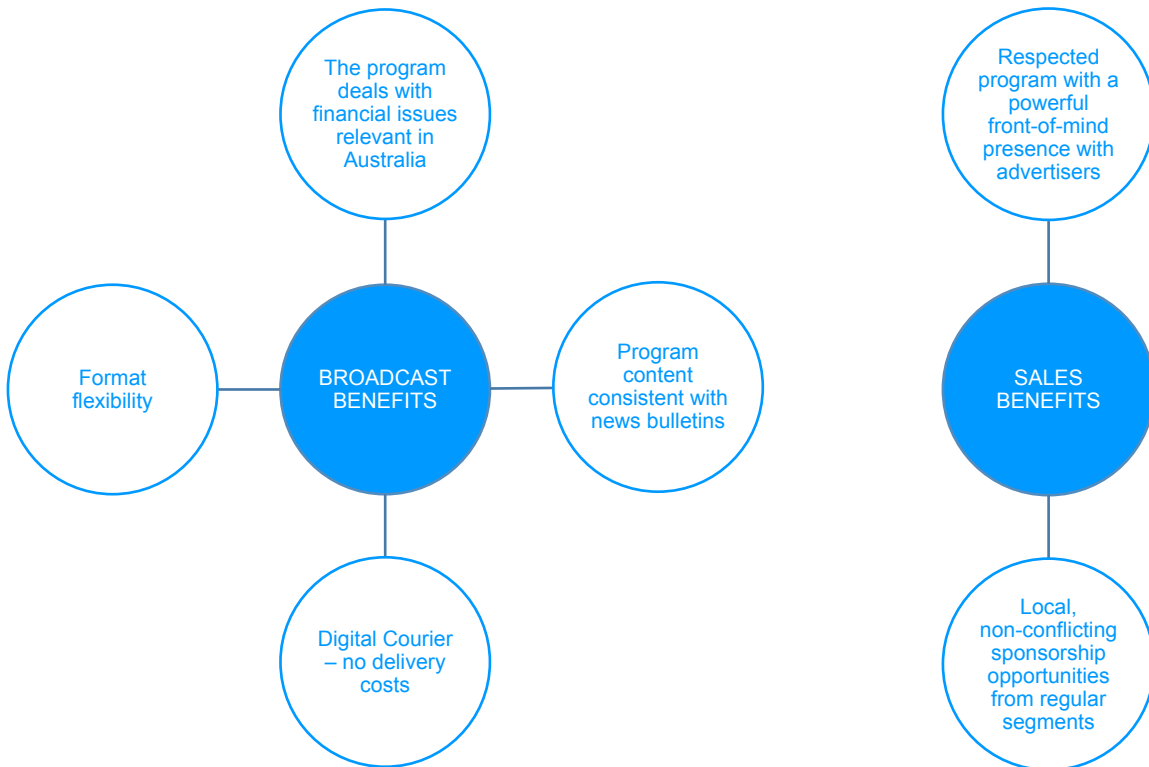 The program
deals with
financial issues
relevant in
Australia
Format
flexibility
BROADCAST
BENEFITS
Program
content
consistent with
news bulletins
Digital Courier
– no delivery
costs
Respected
program with a
powerful
front-of-mind
presence with
advertisers
SALES
BENEFITS
Local,
non-conflicting
sponsorship
opportunities
from regular
segments